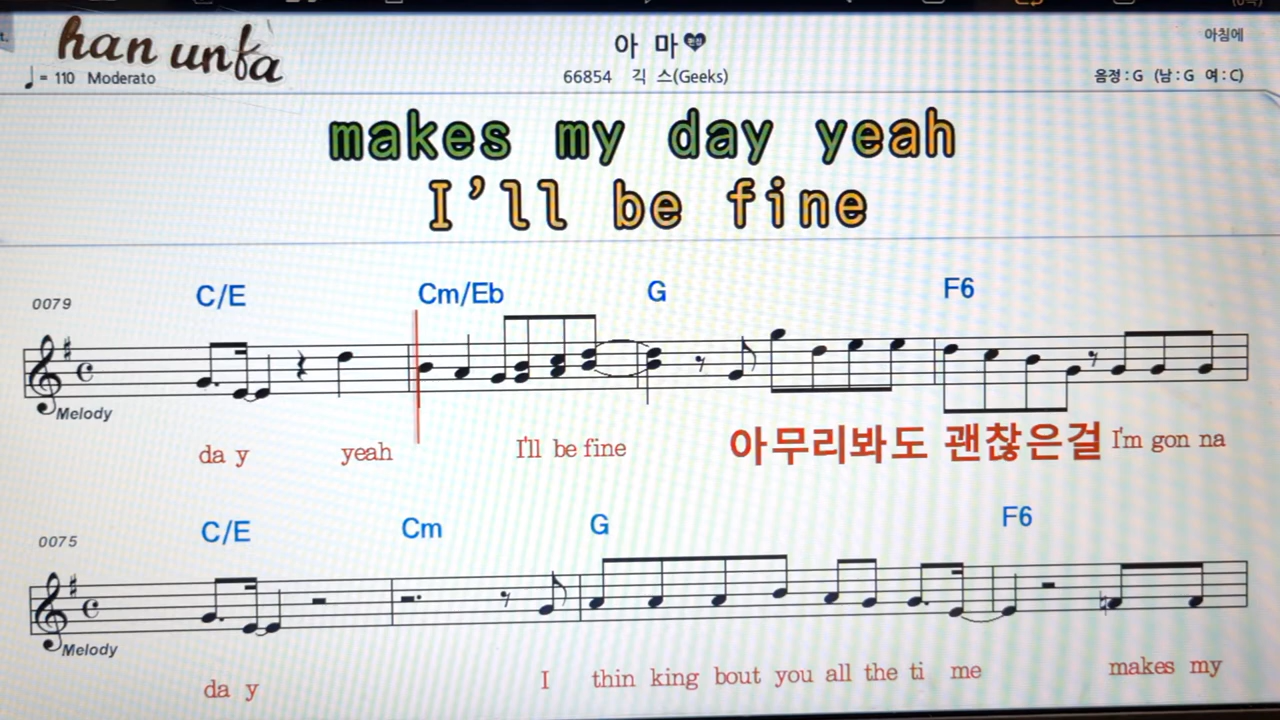 han unfa
♩= 110 Moderato
아 마
66854 긱 스(Geeks)
아침에
음정 : G (남 : G 여 : C)
makes my day yeah
I'll be fine
0079
C/E Cm/Eb G F6
Melody
da y yeah I'll be fine 아무리봐도 괜찮은걸 I'm gon na
0075
C/E Cm G F6
Melody
da y I thin king bout you all the ti me makes my